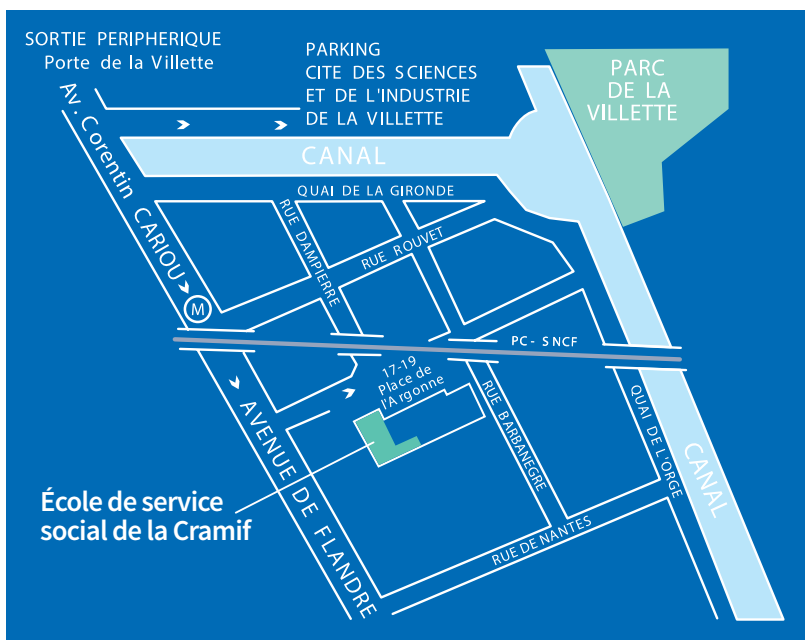 SORTIE PERIPHERIQUE
Porte de la Villette
PARKING
CITE DES SCIENCES
ET DE L'INDUSTRIE
DE LA VILLETTE
PARC
DE LA
VILLETTE
Av. Corentin CARIOU
CANAL
QUAI DE LA GIRONDE
RUE DAMPIERRE
RUE ROUVET
M
PC- SNCF
17-19
Place de
l'Argonne
AVENUE DE FLANDRE
RUE BARBANEGRE
QUAI DE L'ORGE
CANAL
École de service
social de la Cramif
RUE DE NANTES